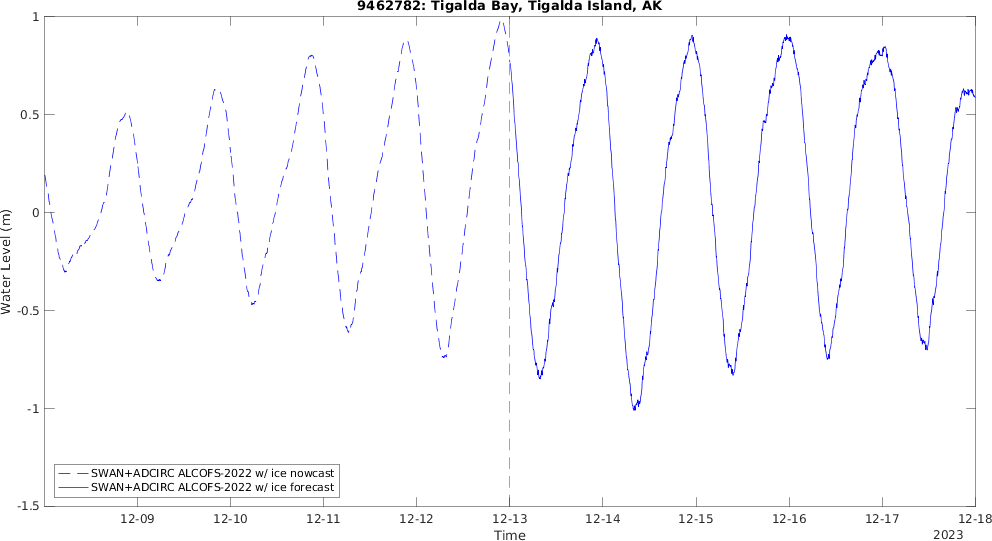 9462782: Tigalda Bay, Tigalda Island, AK
1
0.5
0
-0.5
-1
-1.5
Water Level (m)
SWAN+ADCIRC ALCOFS-2022 w/ ice nowcast
SWAN+ADCIRC ALCOFS-2022 w/ ice forecast
12-09 12-10 12-11 12-12 12-13 12-14 12-15 12-16 12-17 12-18
Time
2023